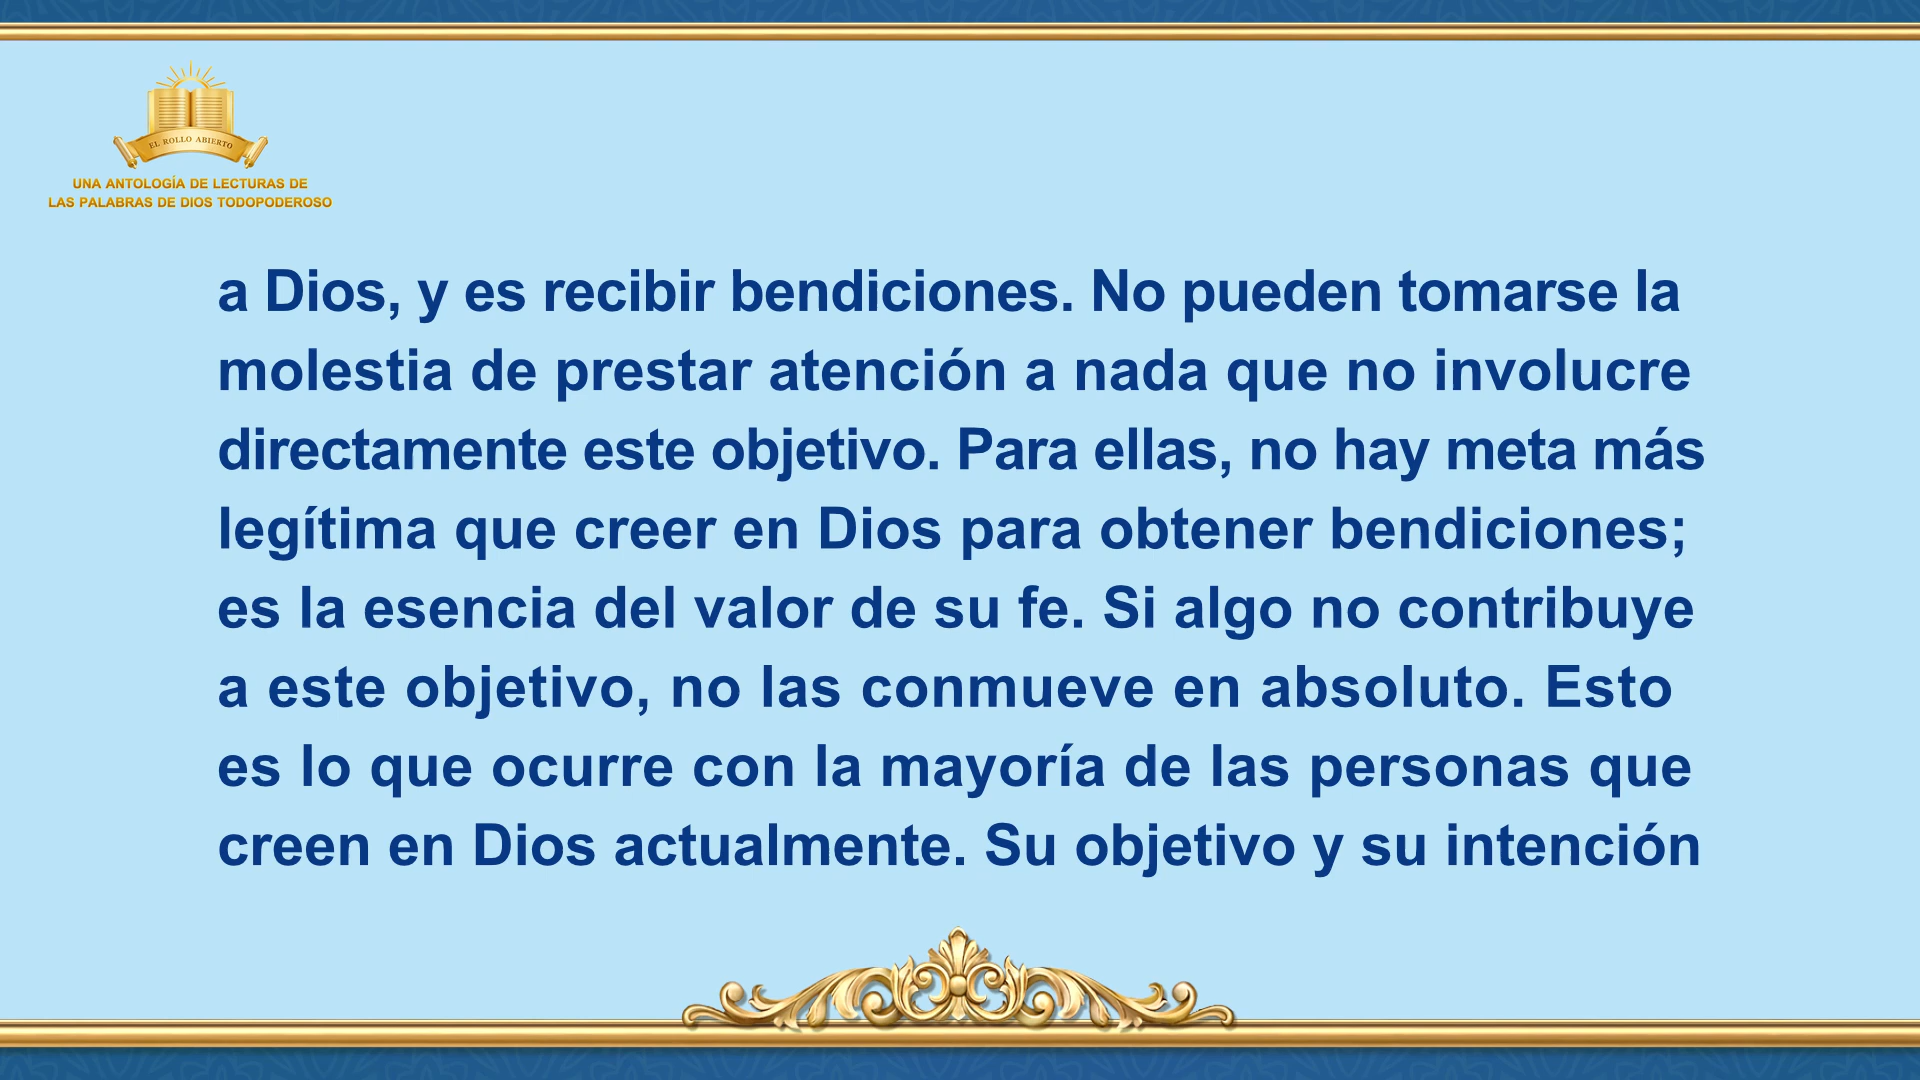 EL ROLLO ABIERTO
UNA ANTOLOGÍA DE LECTURAS DE
LAS PALABRAS DE DIOS TODOPODEROSO
a Dios, y es recibir bendiciones. No pueden tomarse la
molestia de prestar atención a nada que no involucre
directamente este objetivo. Para ellas, no hay meta más
legítima que creer en Dios para obtener bendiciones;
es la esencia del valor de su fe. Si algo no contribuye
a este objetivo, no las conmueve en absoluto. Esto
es lo que ocurre con la mayoría de las personas que
creen en Dios actualmente. Su objetivo y su intención